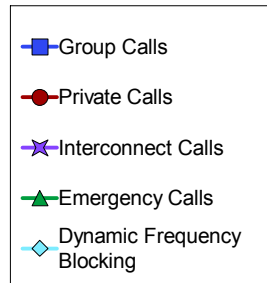 Group Calls
Private Calls
Interconnect Calls
Emergency Calls
Dynamic Frequency
Blocking